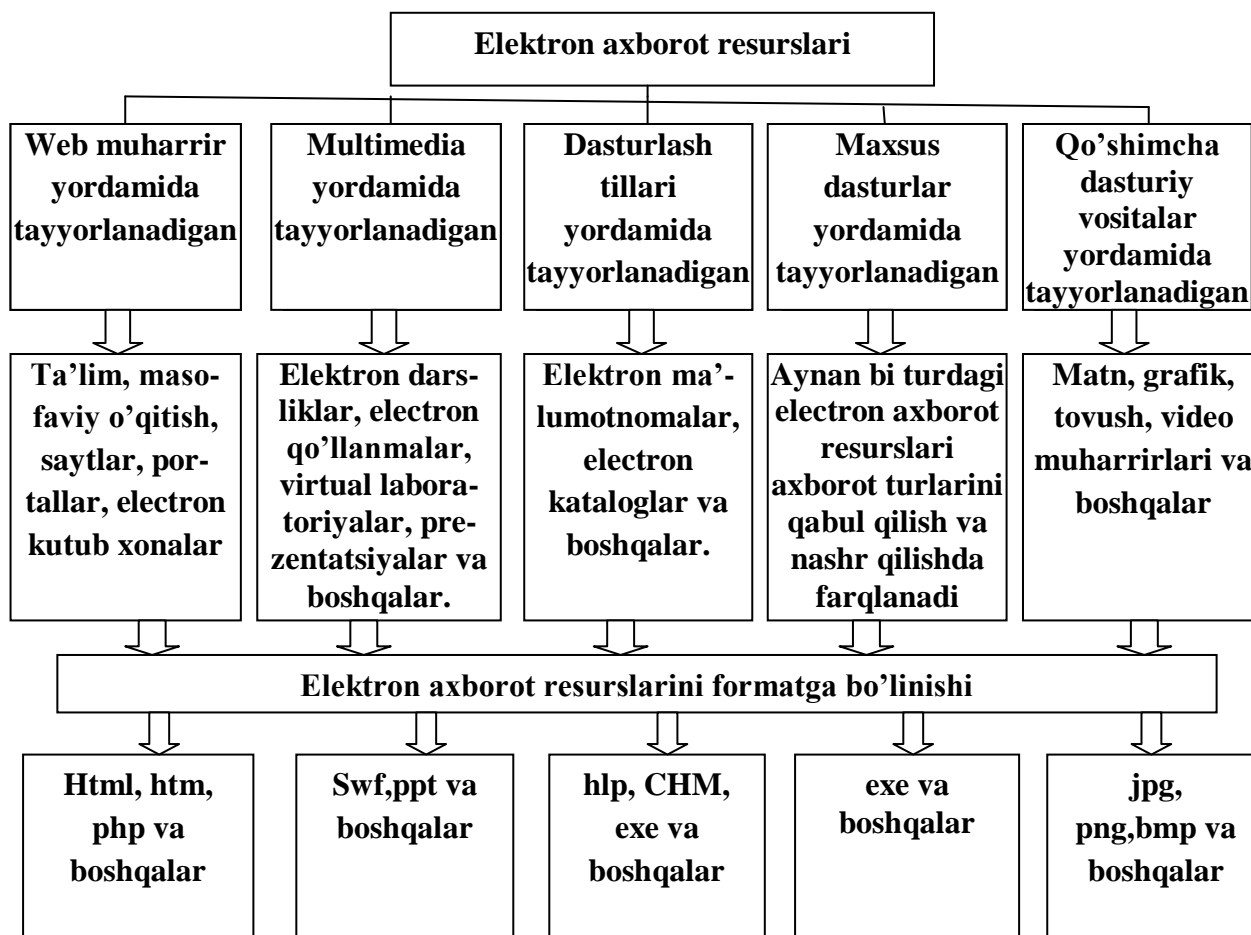 Elektron axborot resurslari
Web muharrir
yordamida
tayyorlanadigan
Multimedia
yordamida
tayyorlanadigan
Dasturlash
tillari
yordamida
tayyorlanadigan
Maxsus
dasturlar
yordamida
tayyorlanadigan
Qo’shimcha
dasturiy
vositalar
yordamida
tayyorlanadigan
Ta’lim, maso-
faviy o’qitish,
saytlar, por-
tallar, electron
kutub xonalar
Elektron dars-
liklar, electron
qo’llanmalar,
virtual labora-
toriyalar, pre-
zentatsiyalar va
boshqalar.
Elektron ma’-
lumotnomalar,
electron
kataloglar va
boshqalar.
Aynan bi turdagi
electron axborot
resurslari
axborot turlarini
qabul qilish va
nashr qilishda
farqlanadi
Matn, grafik,
tovush, video
muharrirlari va
boshqalar
Elektron axborot resurslarini formatga bo’linishi
Html, htm,
php va
boshqalar
Swf,ppt va
boshqalar
hlp, CHM,
exe va
boshqalar
exe va
boshqalar
jpg,
png,bmp va
boshqalar